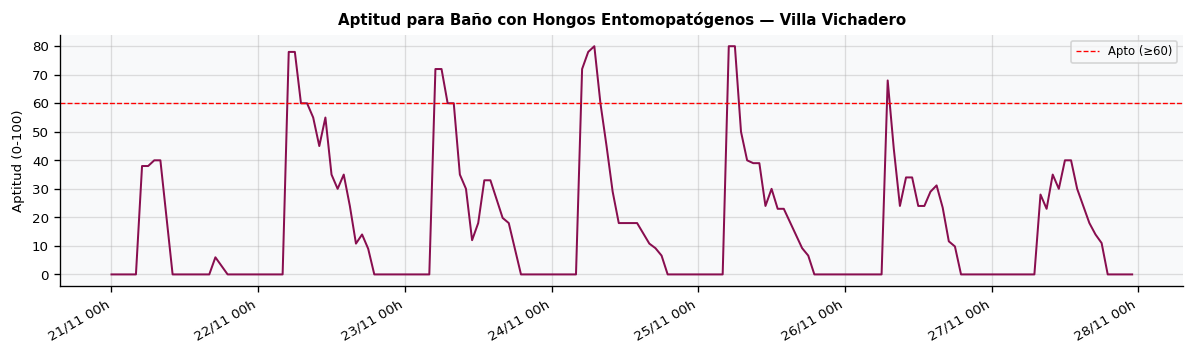 Aptitud para Baño con Hongos Entomopatógenos — Villa Vichadero
Apto (≥60)
Aptitud (0-100)
80
70
60
50
40
30
20
10
0
21/11 00h
22/11 00h
23/11 00h
24/11 00h
25/11 00h
26/11 00h
27/11 00h
28/11 00h